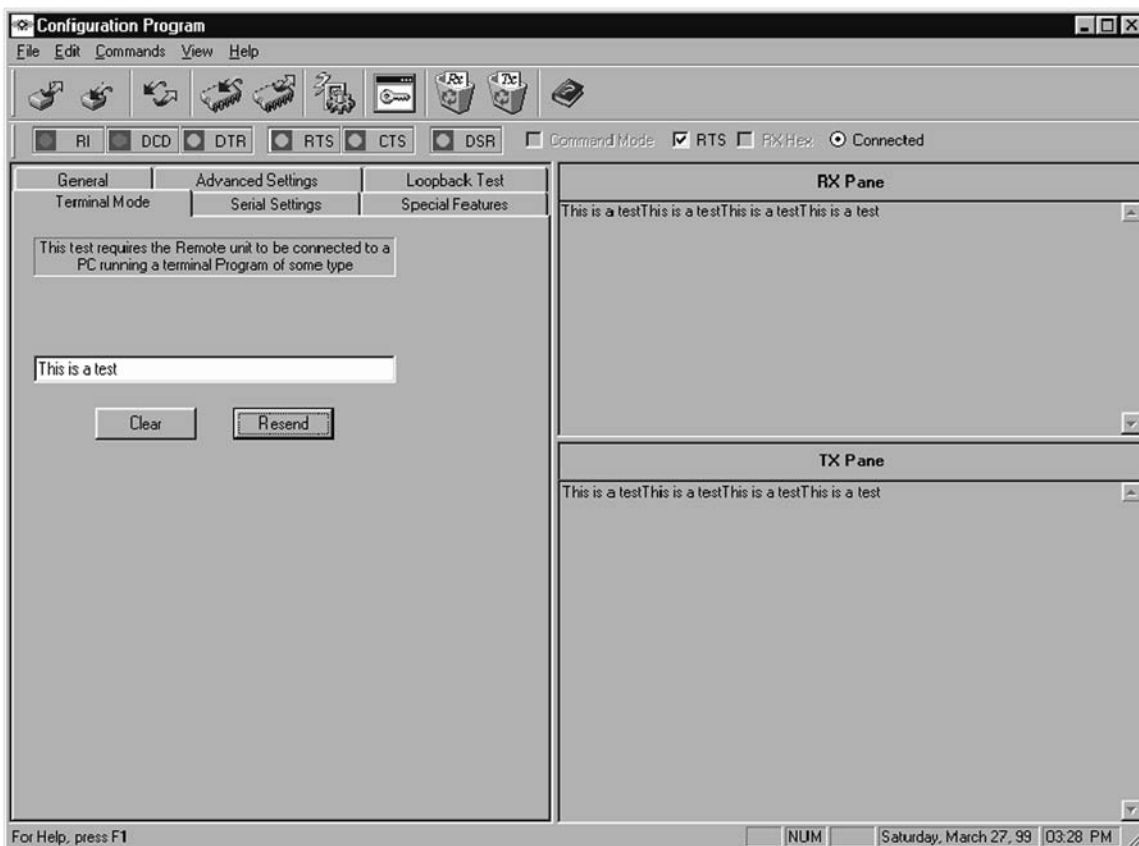 Configuration Program
File Edit Commands View Help
Rx Tx
RI DCD DTR RTS CTS DSR Command Mode RTS RX Hex Connected
General Advanced Settings Loopback Test
Terminal Mode Serial Settings Special Features
This test requires the Remote unit to be connected to a
PC running a terminal Program of some type
This is a test
Clear Resend
RX Pane
This is a testThis is a testThis is a testThis is a test
TX Pane
This is a testThis is a testThis is a testThis is a test
For Help, press F1 NUM Saturday, March 27, 99 03:28 PM